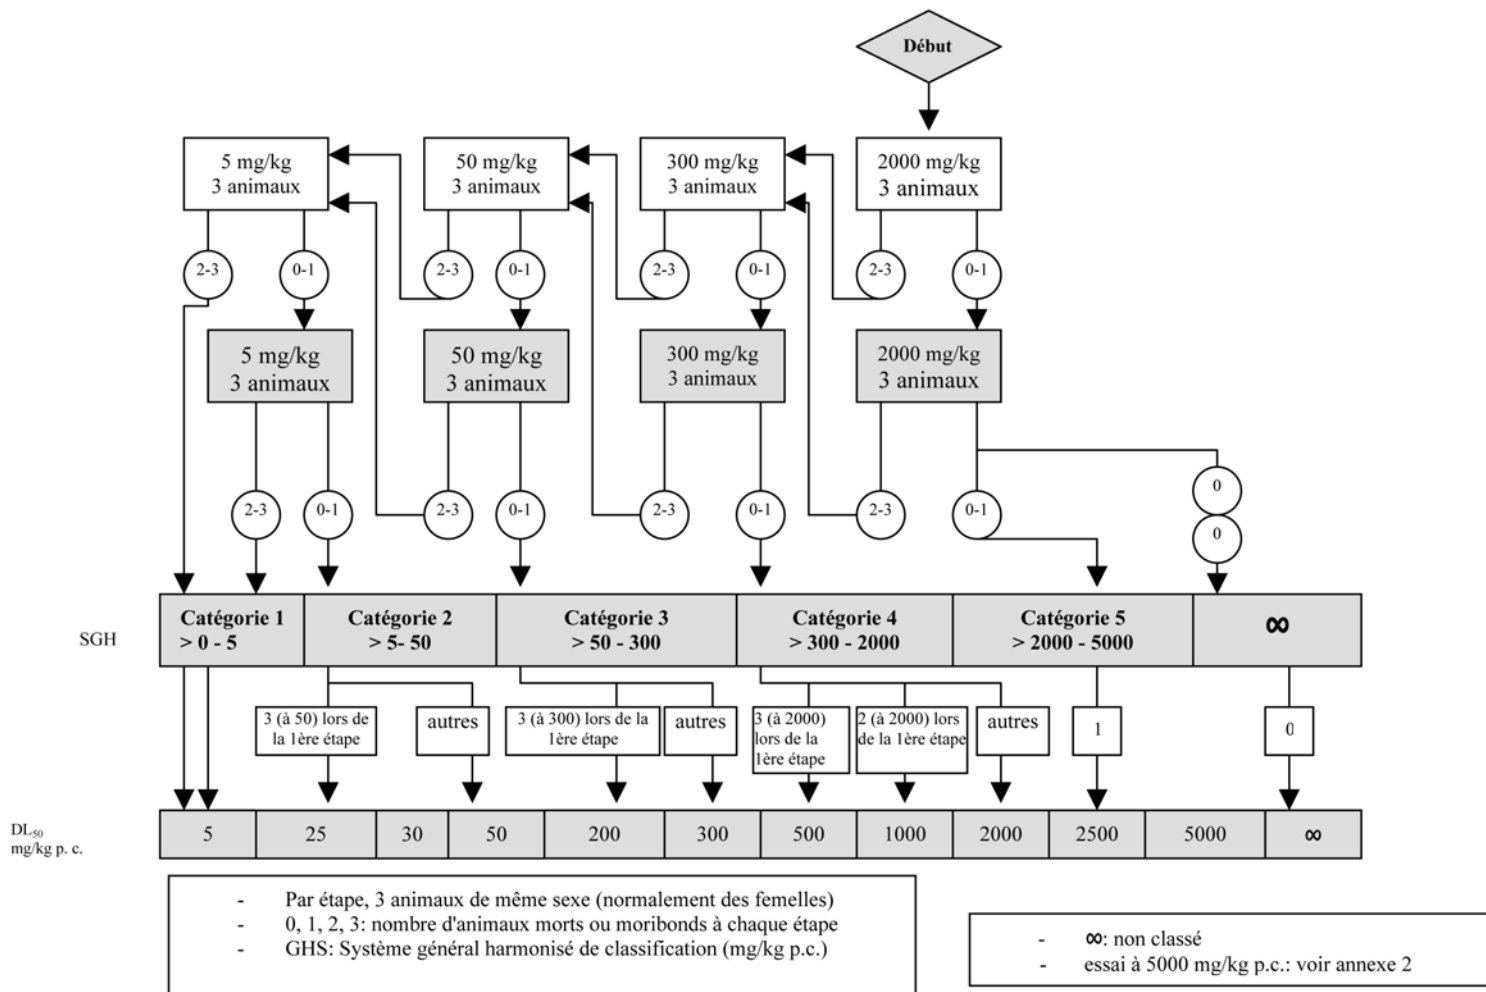 Début
5 mg/kg
3 animaux
50 mg/kg
3 animaux
300 mg/kg
3 animaux
2000 mg/kg
3 animaux
2-3
0-1
2-3
0-1
2-3
0-1
2-3
0-1
5 mg/kg
3 animaux
50 mg/kg
3 animaux
300 mg/kg
3 animaux
2000 mg/kg
3 animaux
2-3
0-1
2-3
0-1
2-3
0-1
2-3
0-1
0
0
SGH
Catégorie 1
> 0 - 5
Catégorie 2
> 5- 50
Catégorie 3
> 50 - 300
Catégorie 4
> 300 - 2000
Catégorie 5
> 2000 - 5000
∞
3 (à 50) lors de
la 1ère étape
autres
3 (à 300) lors de la
1ère étape
autres
3 (à 2000)
lors de la
1ère étape
2 (à 2000) lors
de la 1ère étape
autres
1
0
DL50
mg/kg p. c.
5
25
30
50
200
300
500
1000
2000
2500
5000
∞
- Par étape, 3 animaux de même sexe (normalement des femelles)
- 0, 1, 2, 3: nombre d'animaux morts ou moribonds à chaque étape
- GHS: Système général harmonisé de classification (mg/kg p.c.)
- ∞: non classé
- essai à 5000 mg/kg p.c.: voir annexe 2